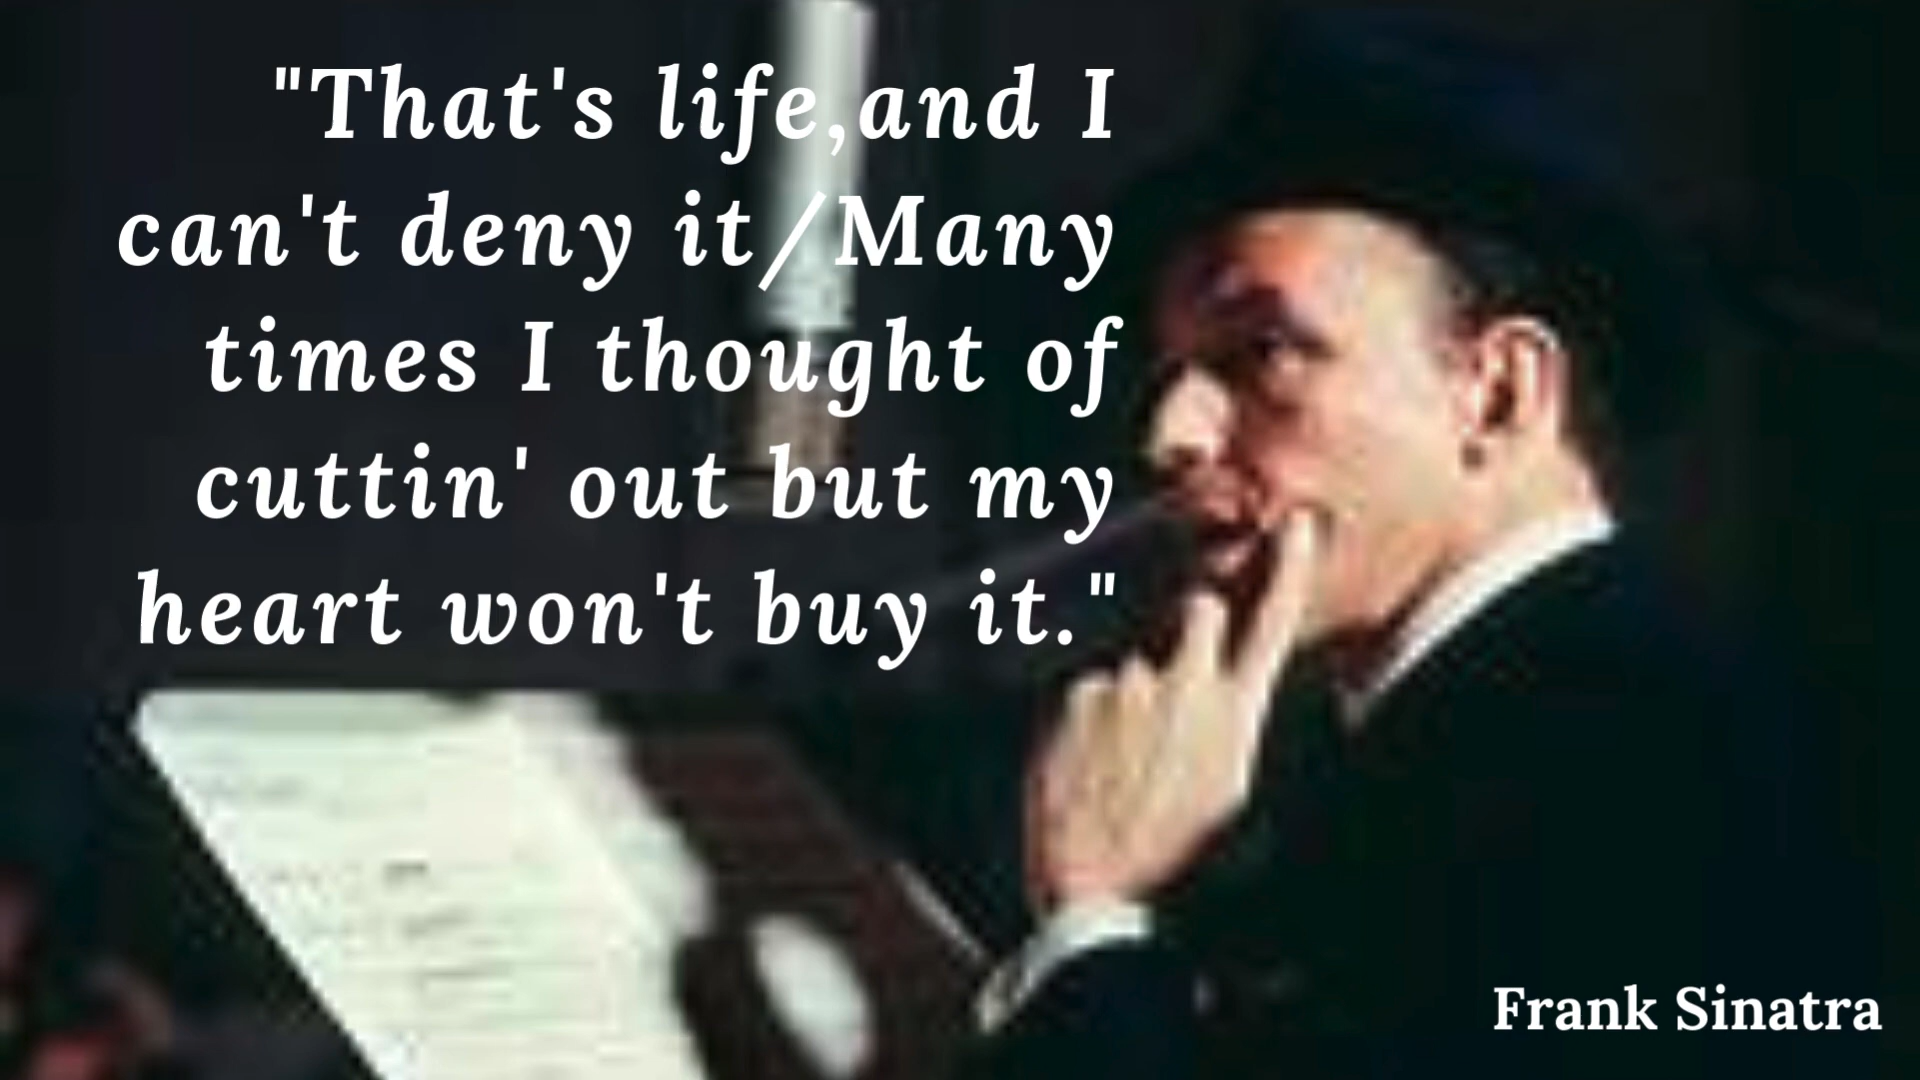 "That's life,and I
can't deny it/Many
times I thought of
cuttin' out but my
heart won't buy it."
Frank Sinatra